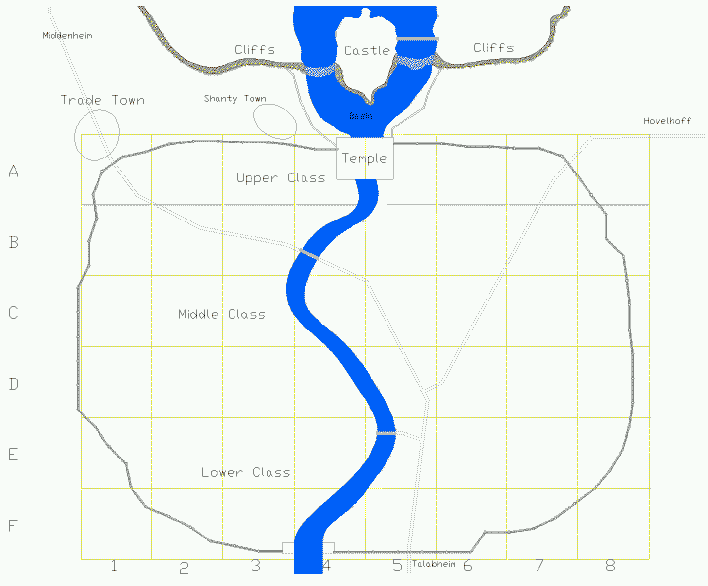 Middenheim
Cliffs
Castle
Cliffs
Trade Town
Shanty Town
Hovelhoff
Temple
A
Upper Class
B
C
Middle Class
D
E
Lower Class
F
1
2
3
4
5
6
7
8
Talabheim